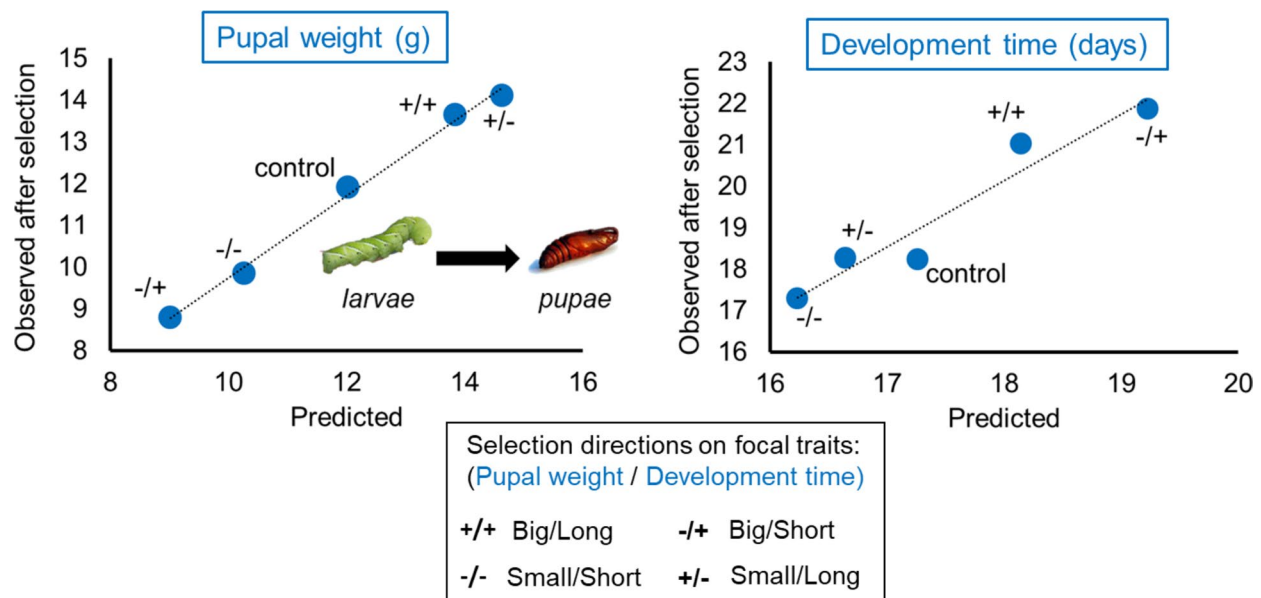 Pupal weight (g)
Observed after selection
15
14
13
12
11
10
9
8
+/+
+/-
control
-/-
-/+
larvae
pupae
8
10
12
14
16
Predicted
Development time (days)
Observed after selection
23
22
21
20
19
18
17
16
+/+
-/+
+/-
control
-/-
16
17
18
19
20
Predicted
Selection directions on focal traits:
(Pupal weight / Development time)
+/+ Big/Long
-/+ Big/Short
-/- Small/Short
+/- Small/Long